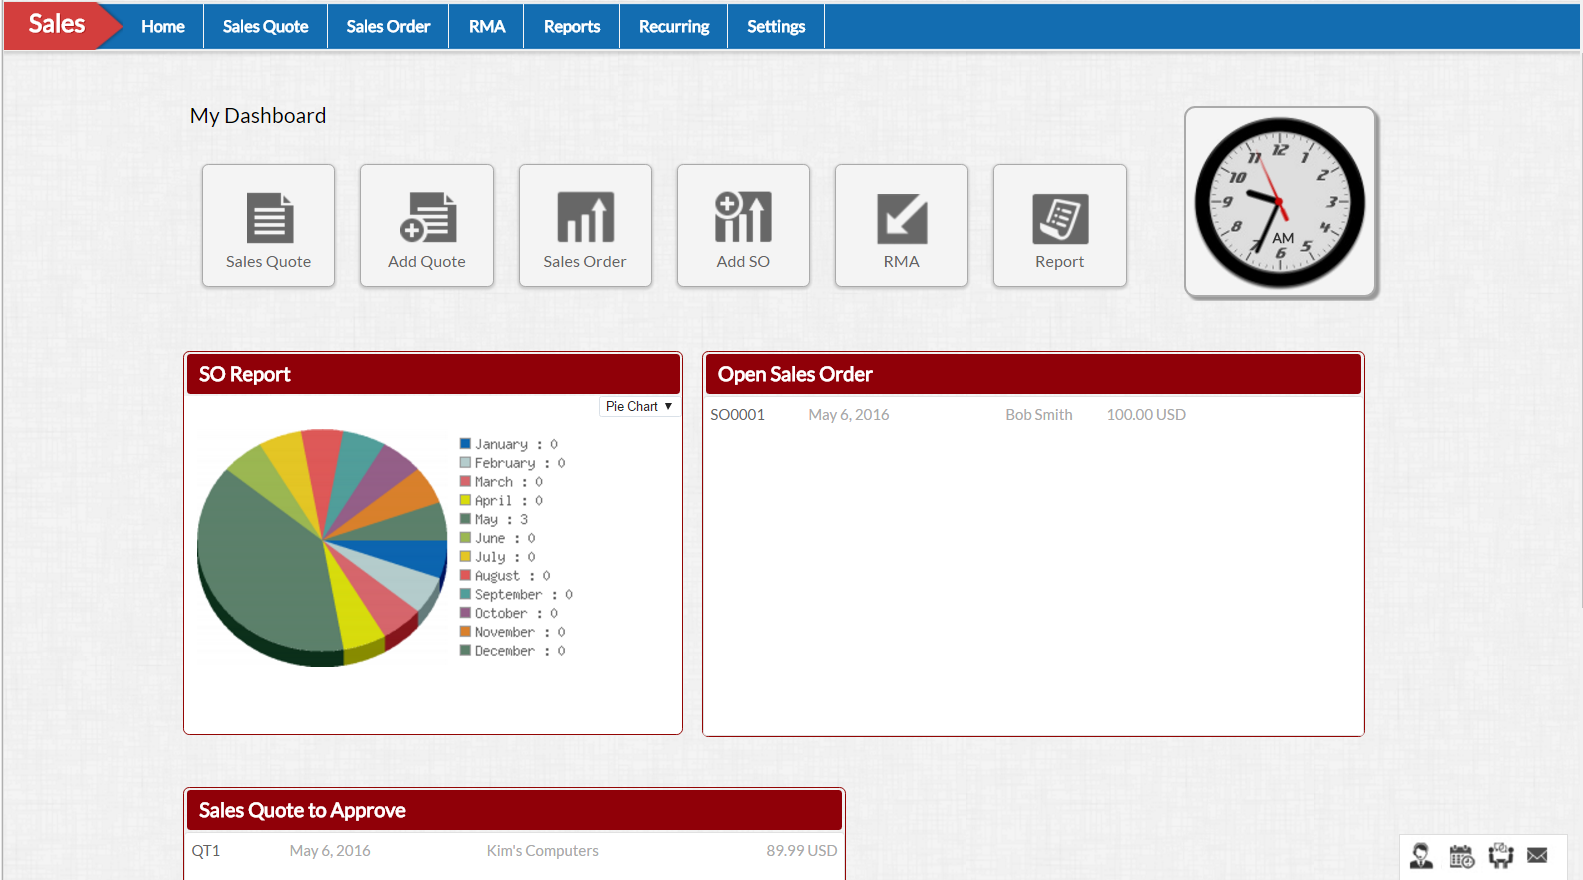 Sales Home Sales Quote Sales Order RMA Reports Recurring Settings
My Dashboard
12
11 1
10 2
9 3
8 4
7 5
6
AM
Sales Quote Add Quote Sales Order Add SO RMA Report
SO Report
Pie Chart ▼
January : 0
February : 0
March : 0
April : 0
May : 3
June : 0
July : 0
August : 0
September : 0
October : 0
November : 0
December : 0
Open Sales Order
SO0001 May 6, 2016 Bob Smith 100.00 USD
Sales Quote to Approve
QT1 May 6, 2016 Kim's Computers 89.99 USD